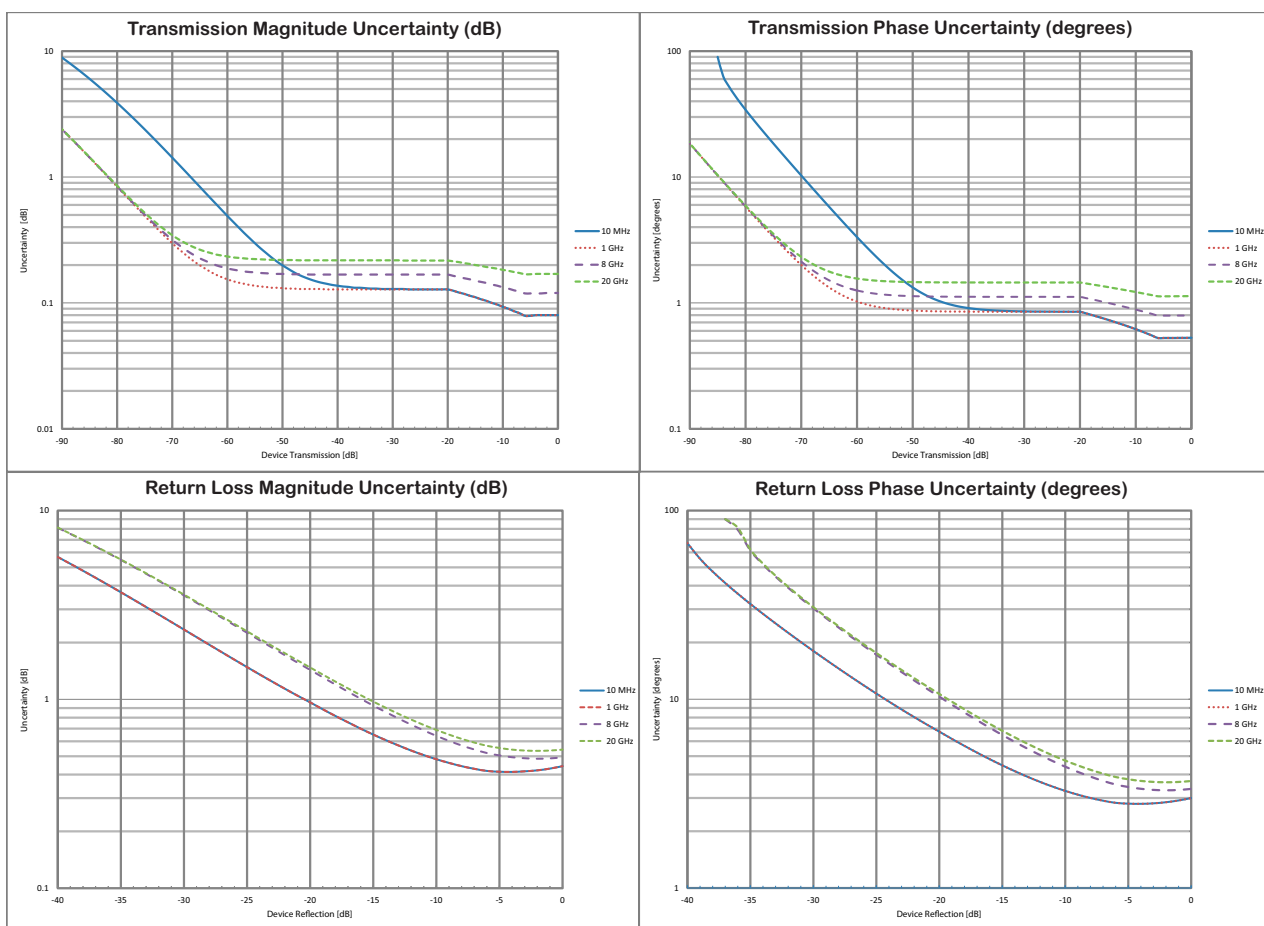 Transmission Magnitude Uncertainty (dB)
10
1
0.1
0.01
Uncertainty [dB]
-90 -80 -70 -60 -50 -40 -30 -20 -10 0
Device Transmission [dB]
10 MHz
1 GHz
8 GHz
20 GHz
Transmission Phase Uncertainty (degrees)
100
10
1
0.1
Uncertainty [degrees]
-90 -80 -70 -60 -50 -40 -30 -20 -10 0
Device Transmission [dB]
10 MHz
1 GHz
8 GHz
20 GHz
Return Loss Magnitude Uncertainty (dB)
10
1
0.1
Uncertainty [dB]
-40 -35 -30 -25 -20 -15 -10 -5 0
Device Reflection [dB]
10 MHz
1 GHz
8 GHz
20 GHz
Return Loss Phase Uncertainty (degrees)
100
10
1
Uncertainty [degrees]
-40 -35 -30 -25 -20 -15 -10 -5 0
Device Reflection [dB]
10 MHz
1 GHz
8 GHz
20 GHz